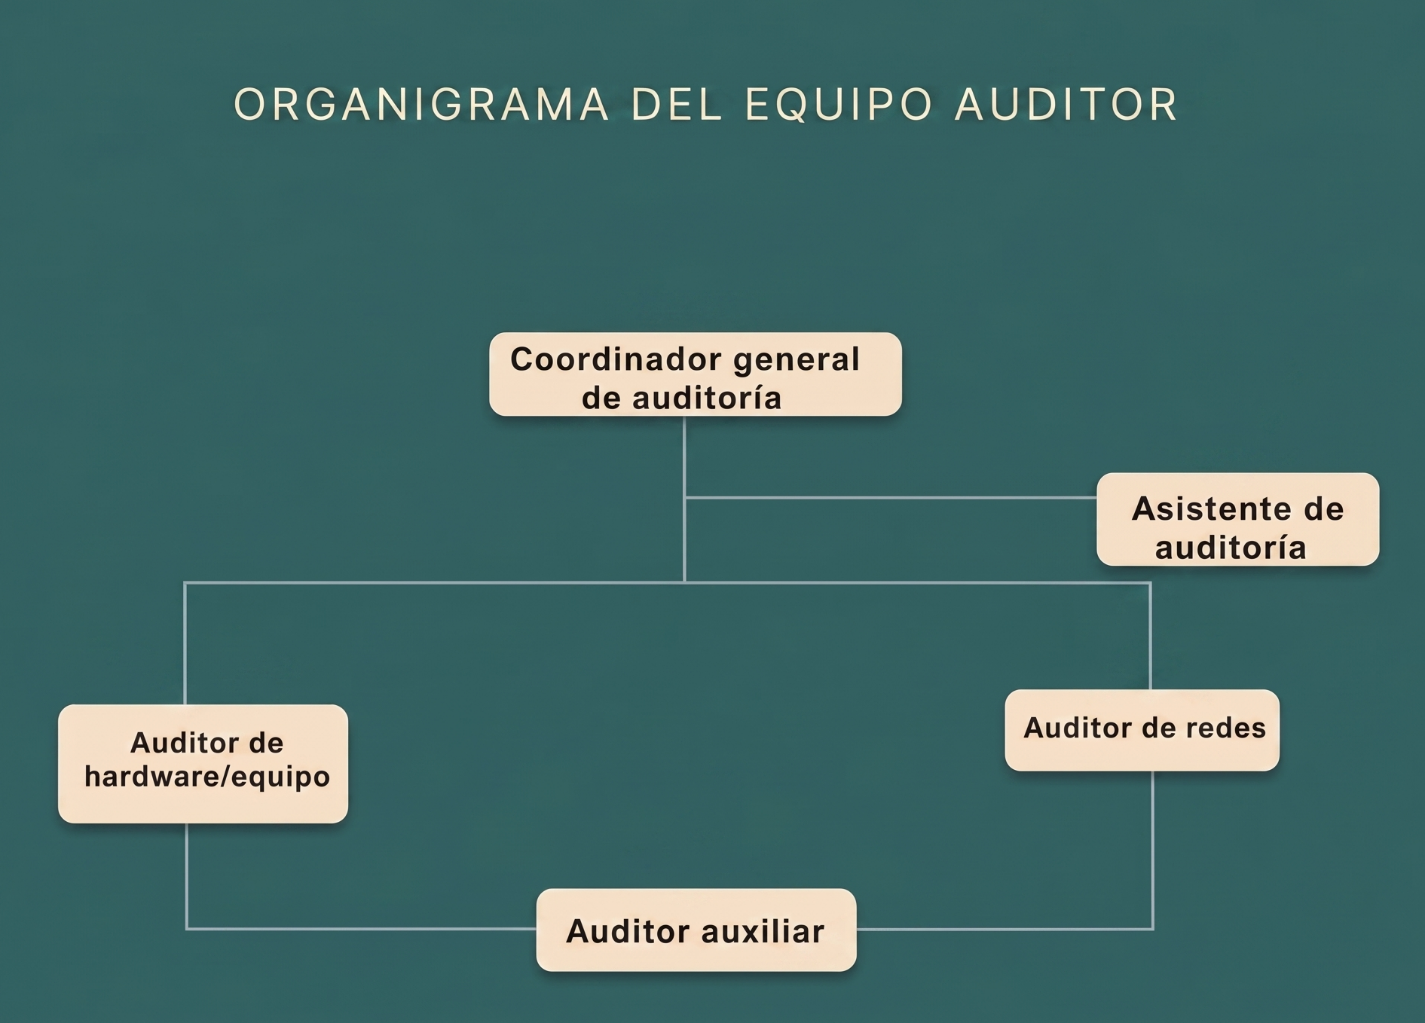 ORGANIGRAMA DEL EQUIPO AUDITOR
Coordinador general
de auditoría
Asistente de
auditoría
Auditor de
hardware/equipo
Auditor de redes
Auditor auxiliar